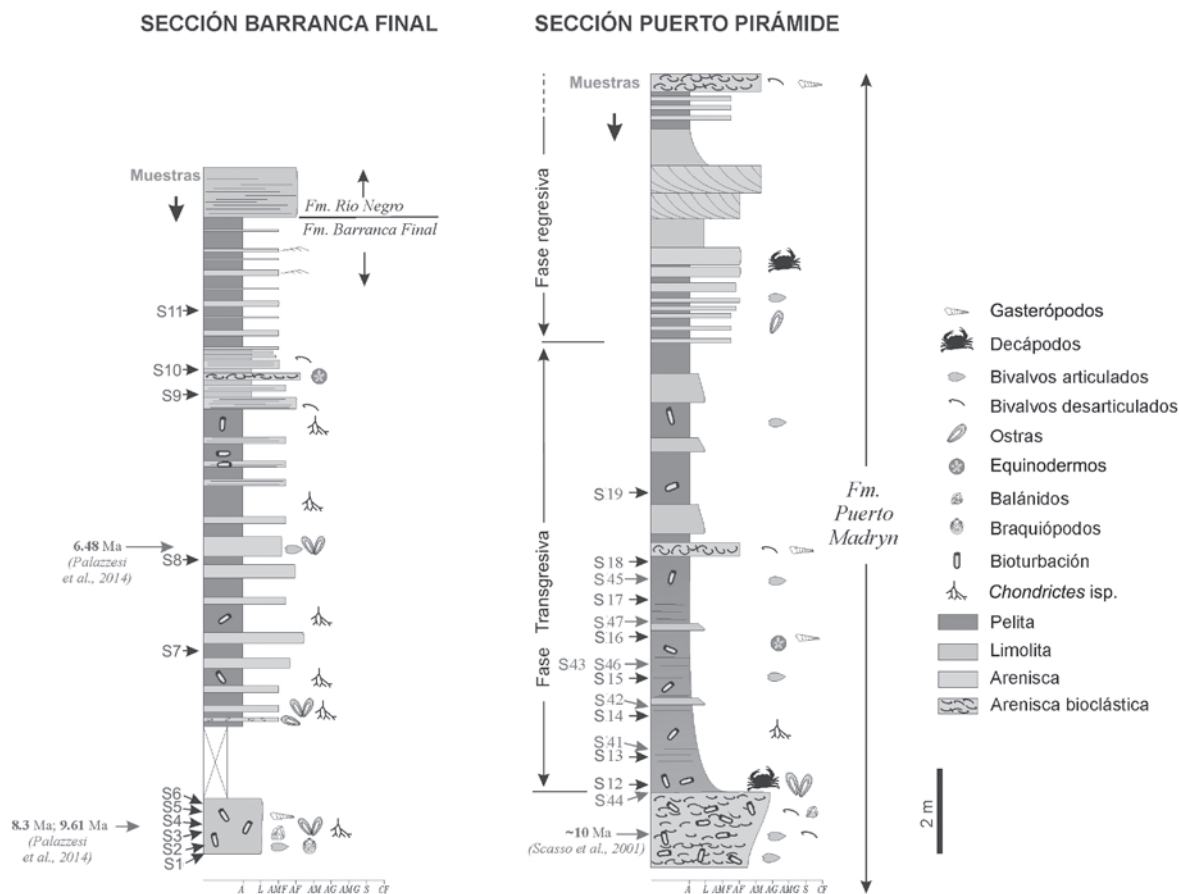 SECCIÓN BARRANCA FINAL
SECCIÓN PUERTO PIRÁMIDE
Muestras
Fm. Río Negro
Fm. Barranca Final
S11
S10
S9
6.48 Ma
(Palazzesi
et al., 2014)
S8
S7
S6
S5
S4
S3
S2
S1
8.3 Ma; 9.61 Ma
(Palazzesi
et al., 2014)
A L AMF AF AM AG AMG S CF
Muestras
Fase regresiva
Fase Transgresiva
S19
S18
S45
S17
S47
S16
S43 S46
S15
S42
S14
S41
S13
S12
S44
~10 Ma
(Scasso et al., 2001)
A L AMF AF AM AG AMG S CF
Fm.
Puerto
Madryn
Gasterópodos
Decápodos
Bivalvos articulados
Bivalvos desarticulados
Ostras
Equinodermos
Balánidos
Braquiópodos
Bioturbación
Chondrictes isp.
Pelita
Limolita
Arenisca
Arenisca bioclástica
2 m